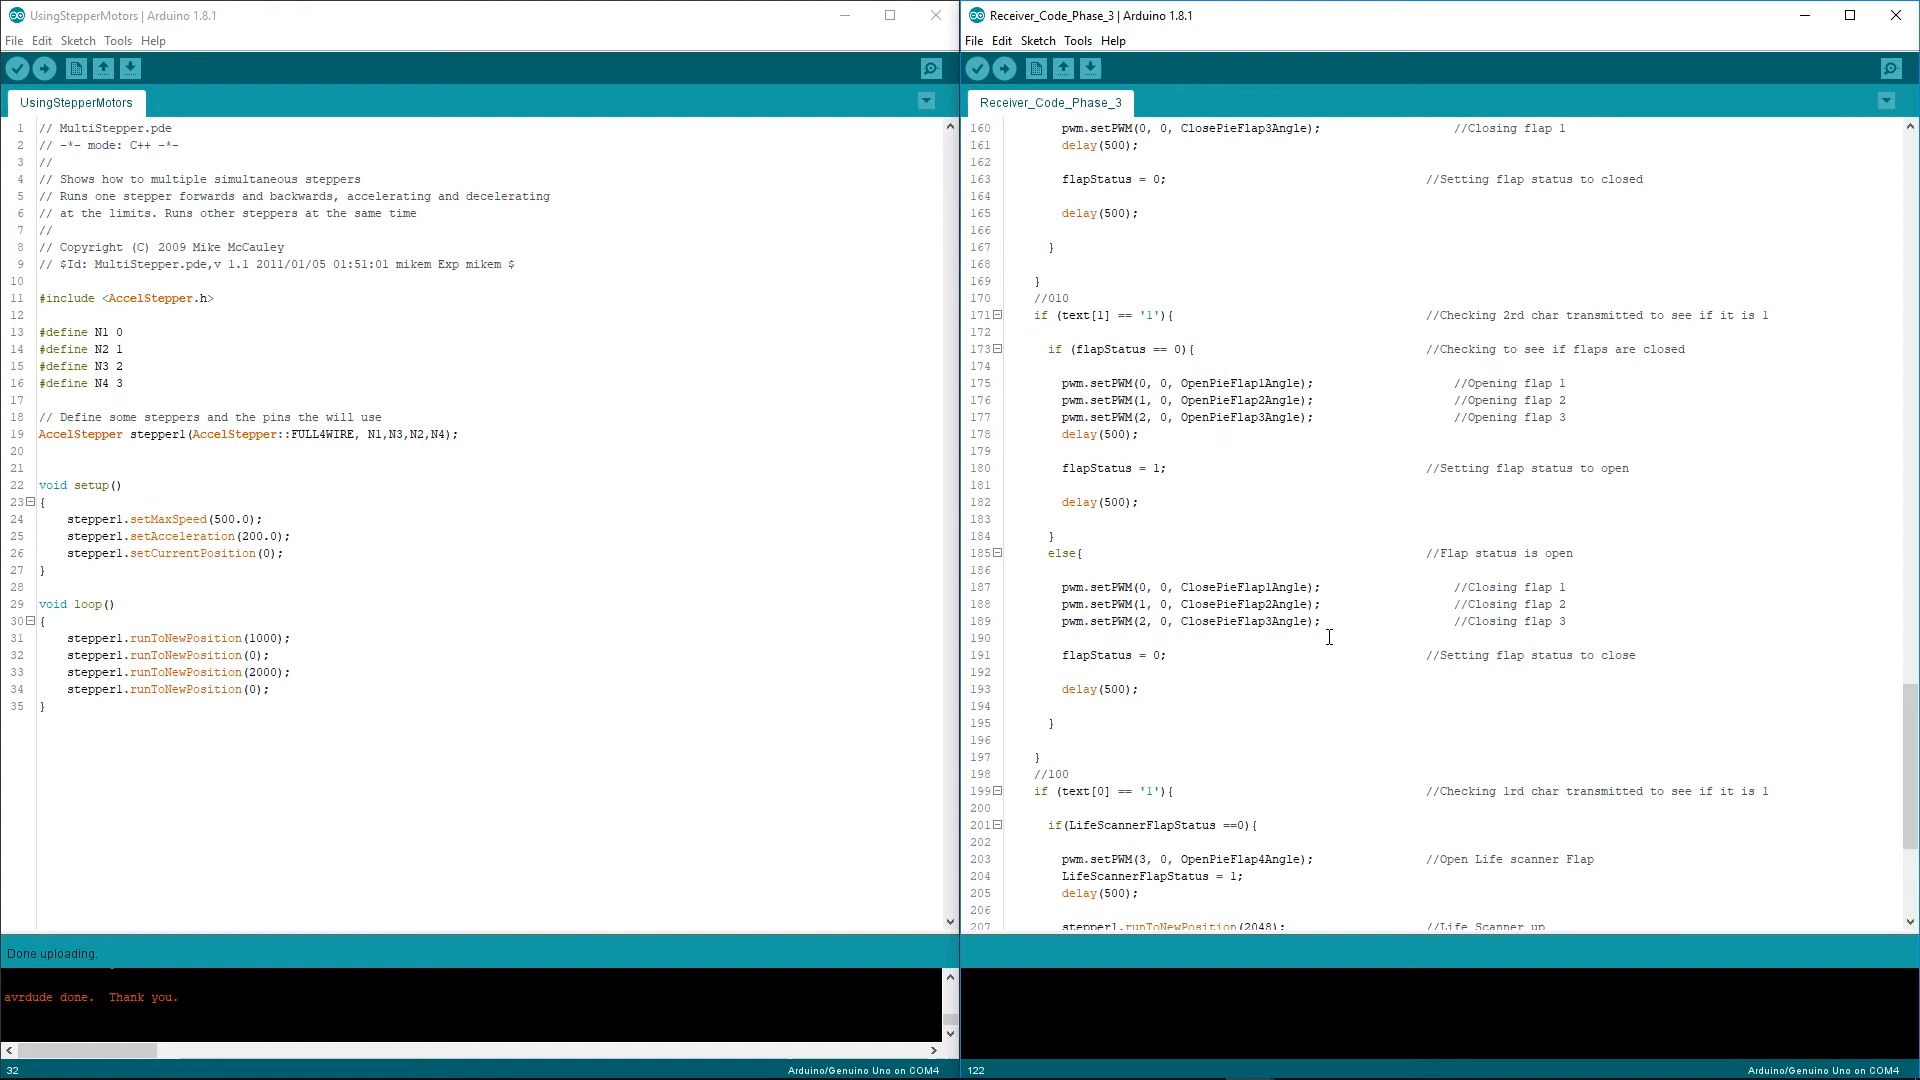 UsingStepperMotors | Arduino 1.8.1
File Edit Sketch Tools Help
UsingStepperMotors
1 // MultiStepper.pde
2 // -*- mode: C++ -*-
3 //
4 // Shows how to multiple simultaneous steppers
5 // Runs one stepper forwards and backwards, accelerating and decelerating
6 // at the limits. Runs other steppers at the same time
7 //
8 // Copyright (C) 2009 Mike McCauley
9 // $Id: MultiStepper.pde,v 1.1 2011/01/05 01:51:01 mikem Exp mikem $
10
11 #include <AccelStepper.h>
12
13 #define N1 0
14 #define N2 1
15 #define N3 2
16 #define N4 3
17
18 // Define some steppers and the pins the will use
19 AccelStepper stepper1(AccelStepper::FULL4WIRE, N1,N3,N2,N4);
20
21
22 void setup()
23 {
24 stepper1.setMaxSpeed(500.0);
25 stepper1.setAcceleration(200.0);
26 stepper1.setCurrentPosition(0);
27 }
28
29 void loop()
30 {
31 stepper1.runToNewPosition(1000);
32 stepper1.runToNewPosition(0);
33 stepper1.runToNewPosition(2000);
34 stepper1.runToNewPosition(0);
35 }
Done uploading.
avrdude done.  Thank you.
32 Arduino/Genuino Uno on COM4
Receiver_Code_Phase_3 | Arduino 1.8.1
File Edit Sketch Tools Help
Receiver_Code_Phase_3
160 pwm.setPWM(0, 0, ClosePieFlap3Angle); //Closing flap 1
161 delay(500);
162
163 flapStatus = 0; //Setting flap status to closed
164
165 delay(500);
166
167 }
168
169 }
170 //010
171 if (text[1] == '1'){ //Checking 2rd char transmitted to see if it is 1
172
173 if (flapStatus == 0){ //Checking to see if flaps are closed
174
175 pwm.setPWM(0, 0, OpenPieFlap1Angle); //Opening flap 1
176 pwm.setPWM(1, 0, OpenPieFlap2Angle); //Opening flap 2
177 pwm.setPWM(2, 0, OpenPieFlap3Angle); //Opening flap 3
178 delay(500);
179
180 flapStatus = 1; //Setting flap status to open
181
182 delay(500);
183
184 }
185 else{ //Flap status is open
186
187 pwm.setPWM(0, 0, ClosePieFlap1Angle); //Closing flap 1
188 pwm.setPWM(1, 0, ClosePieFlap2Angle); //Closing flap 2
189 pwm.setPWM(2, 0, ClosePieFlap3Angle); //Closing flap 3
190
191 flapStatus = 0; //Setting flap status to close
192
193 delay(500);
194
195 }
196
197 }
198 //100
199 if (text[0] == '1'){ //Checking 1rd char transmitted to see if it is 1
200
201 if(LifeScannerFlapStatus ==0){
202
203 pwm.setPWM(3, 0, OpenPieFlap4Angle); //Open Life scanner Flap
204 LifeScannerFlapStatus = 1;
205 delay(500);
206
207 stepper1.runToNewPosition(2048); //Life Scanner up
122 Arduino/Genuino Uno on COM4